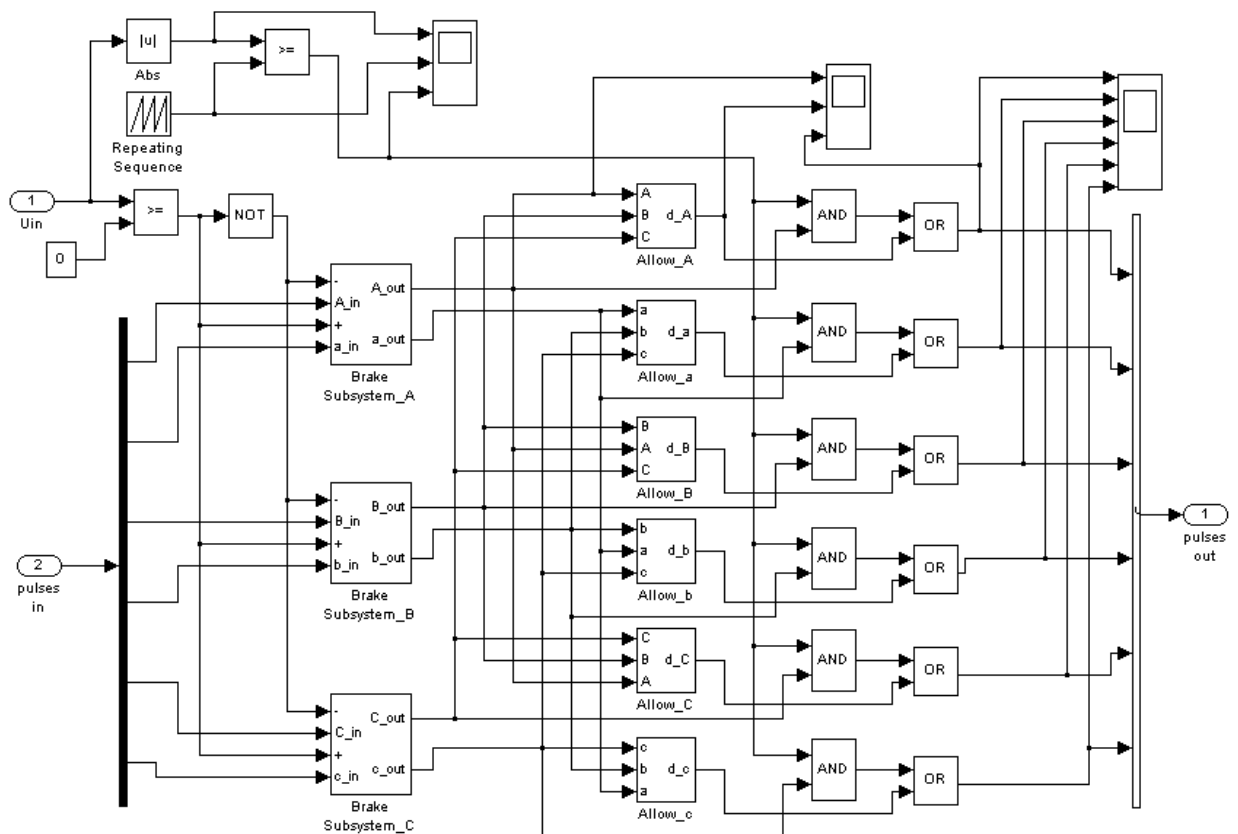 |u|
Abs
>=
Repeating
Sequence
1
Uin
>=
NOT
0
A
B
C
d_A
Allow_A
AND
OR
-
A_in
+
a_in
A_out
a_out
Brake
Subsystem_A
a
b
c
d_a
Allow_a
AND
OR
B
A
C
d_B
Allow_B
AND
OR
-
B_in
+
b_in
B_out
b_out
Brake
Subsystem_B
b
a
c
d_b
Allow_b
AND
OR
1
pulses
out
2
pulses
in
C
B
A
d_C
Allow_C
AND
OR
-
C_in
+
c_in
C_out
c_out
Brake
Subsystem_C
c
b
a
d_c
Allow_c
AND
OR